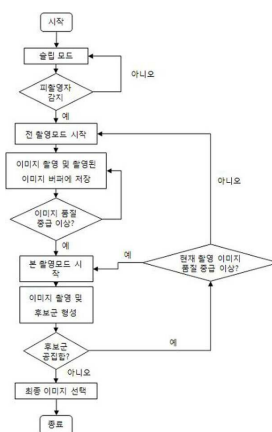 시작
슬립 모드
아니오
피촬영자
감지
예
전 촬영모드 시작
이미지 촬영 및 촬영된
이미지 버퍼에 저장
아니오
이미지 품질
중급 이상?
예
예
본 촬영모드 시
작
현재 촬영 이미지
품질 중급 이상?
이미지 촬영 및
후보군 형성
예
후보군
공집합?
아니오
최종 이미지 선택
종료